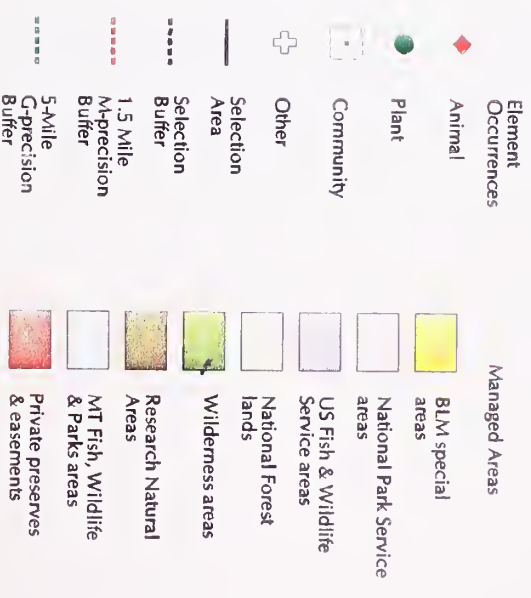 Element
Occurrences
Animal
Plant
Community
Other
Selection
Area
Selection
Buffer
1.5 Mile
M-precision
Buffer
5-Mile
G-precision
Buffer
Managed Areas
BLM special
areas
National Park Service
areas
US Fish & Wildlife
Service areas
National Forest
lands
Wilderness areas
Research Natural
Areas
MT Fish, Wildlife
& Parks areas
Private preserves
& easements